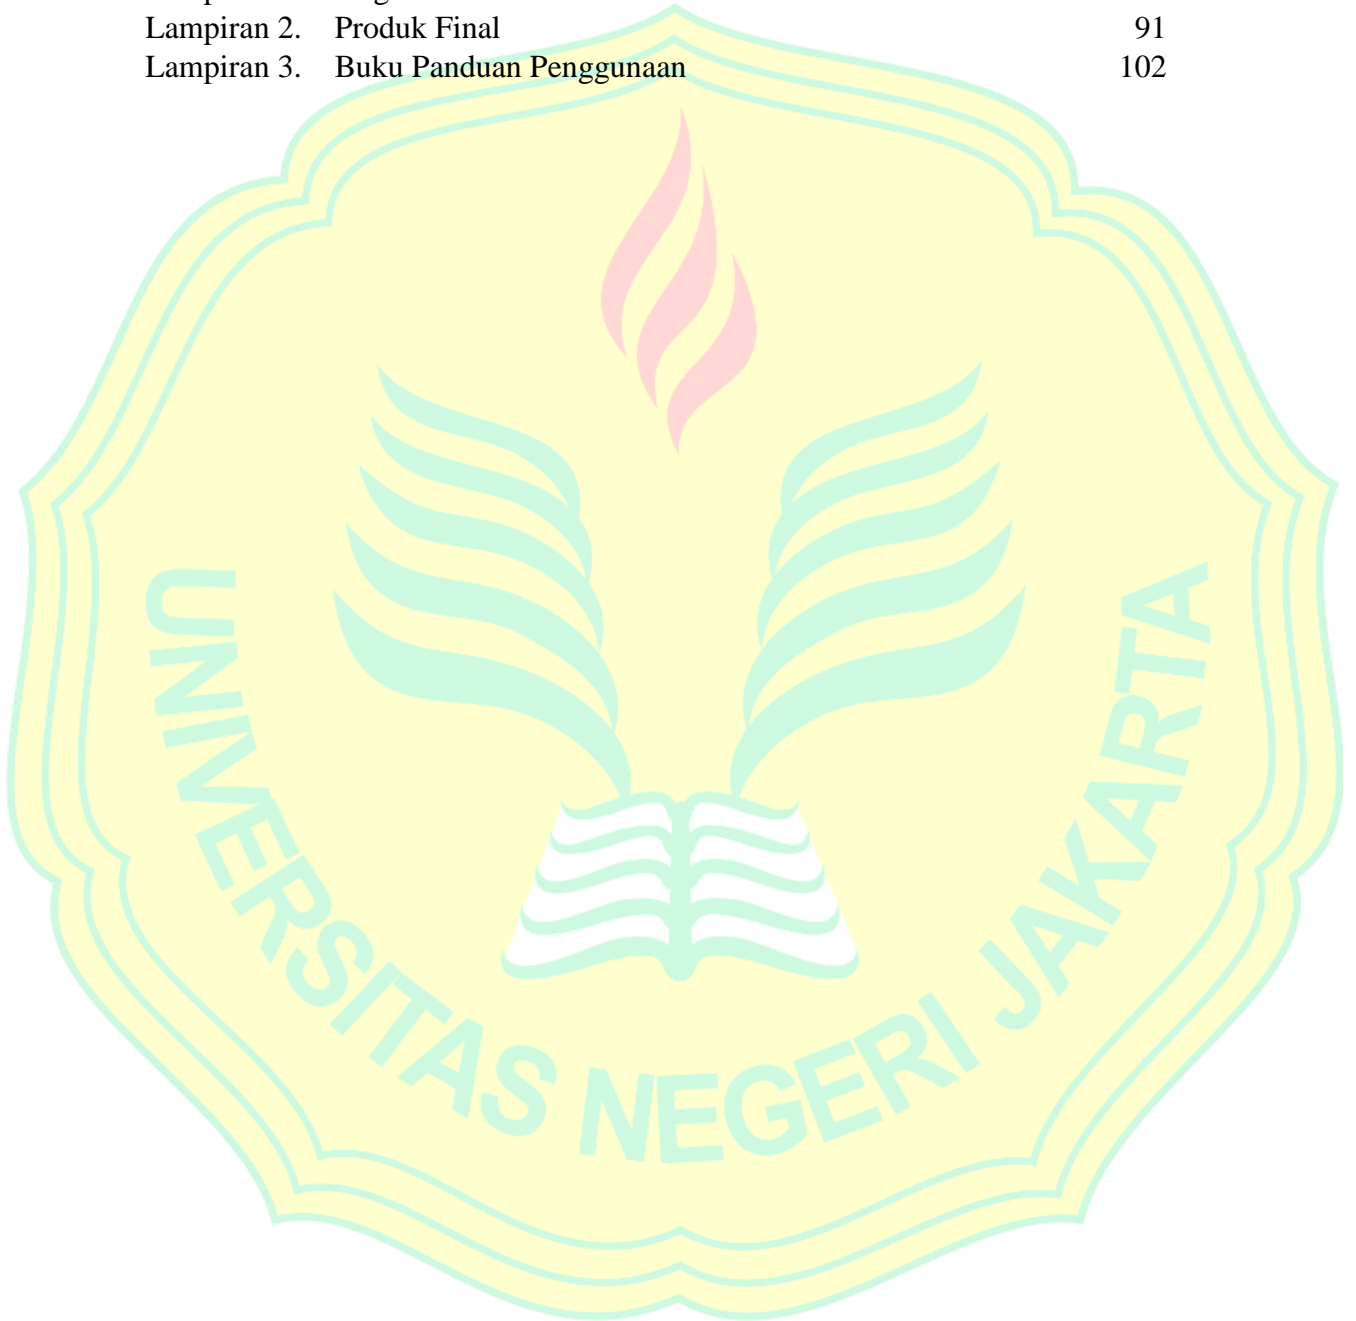 Lampiran 2. Produk Final 91
Lampiran 3. Buku Panduan Penggunaan 102
UNIVERSITAS NEGERI JAKARTA